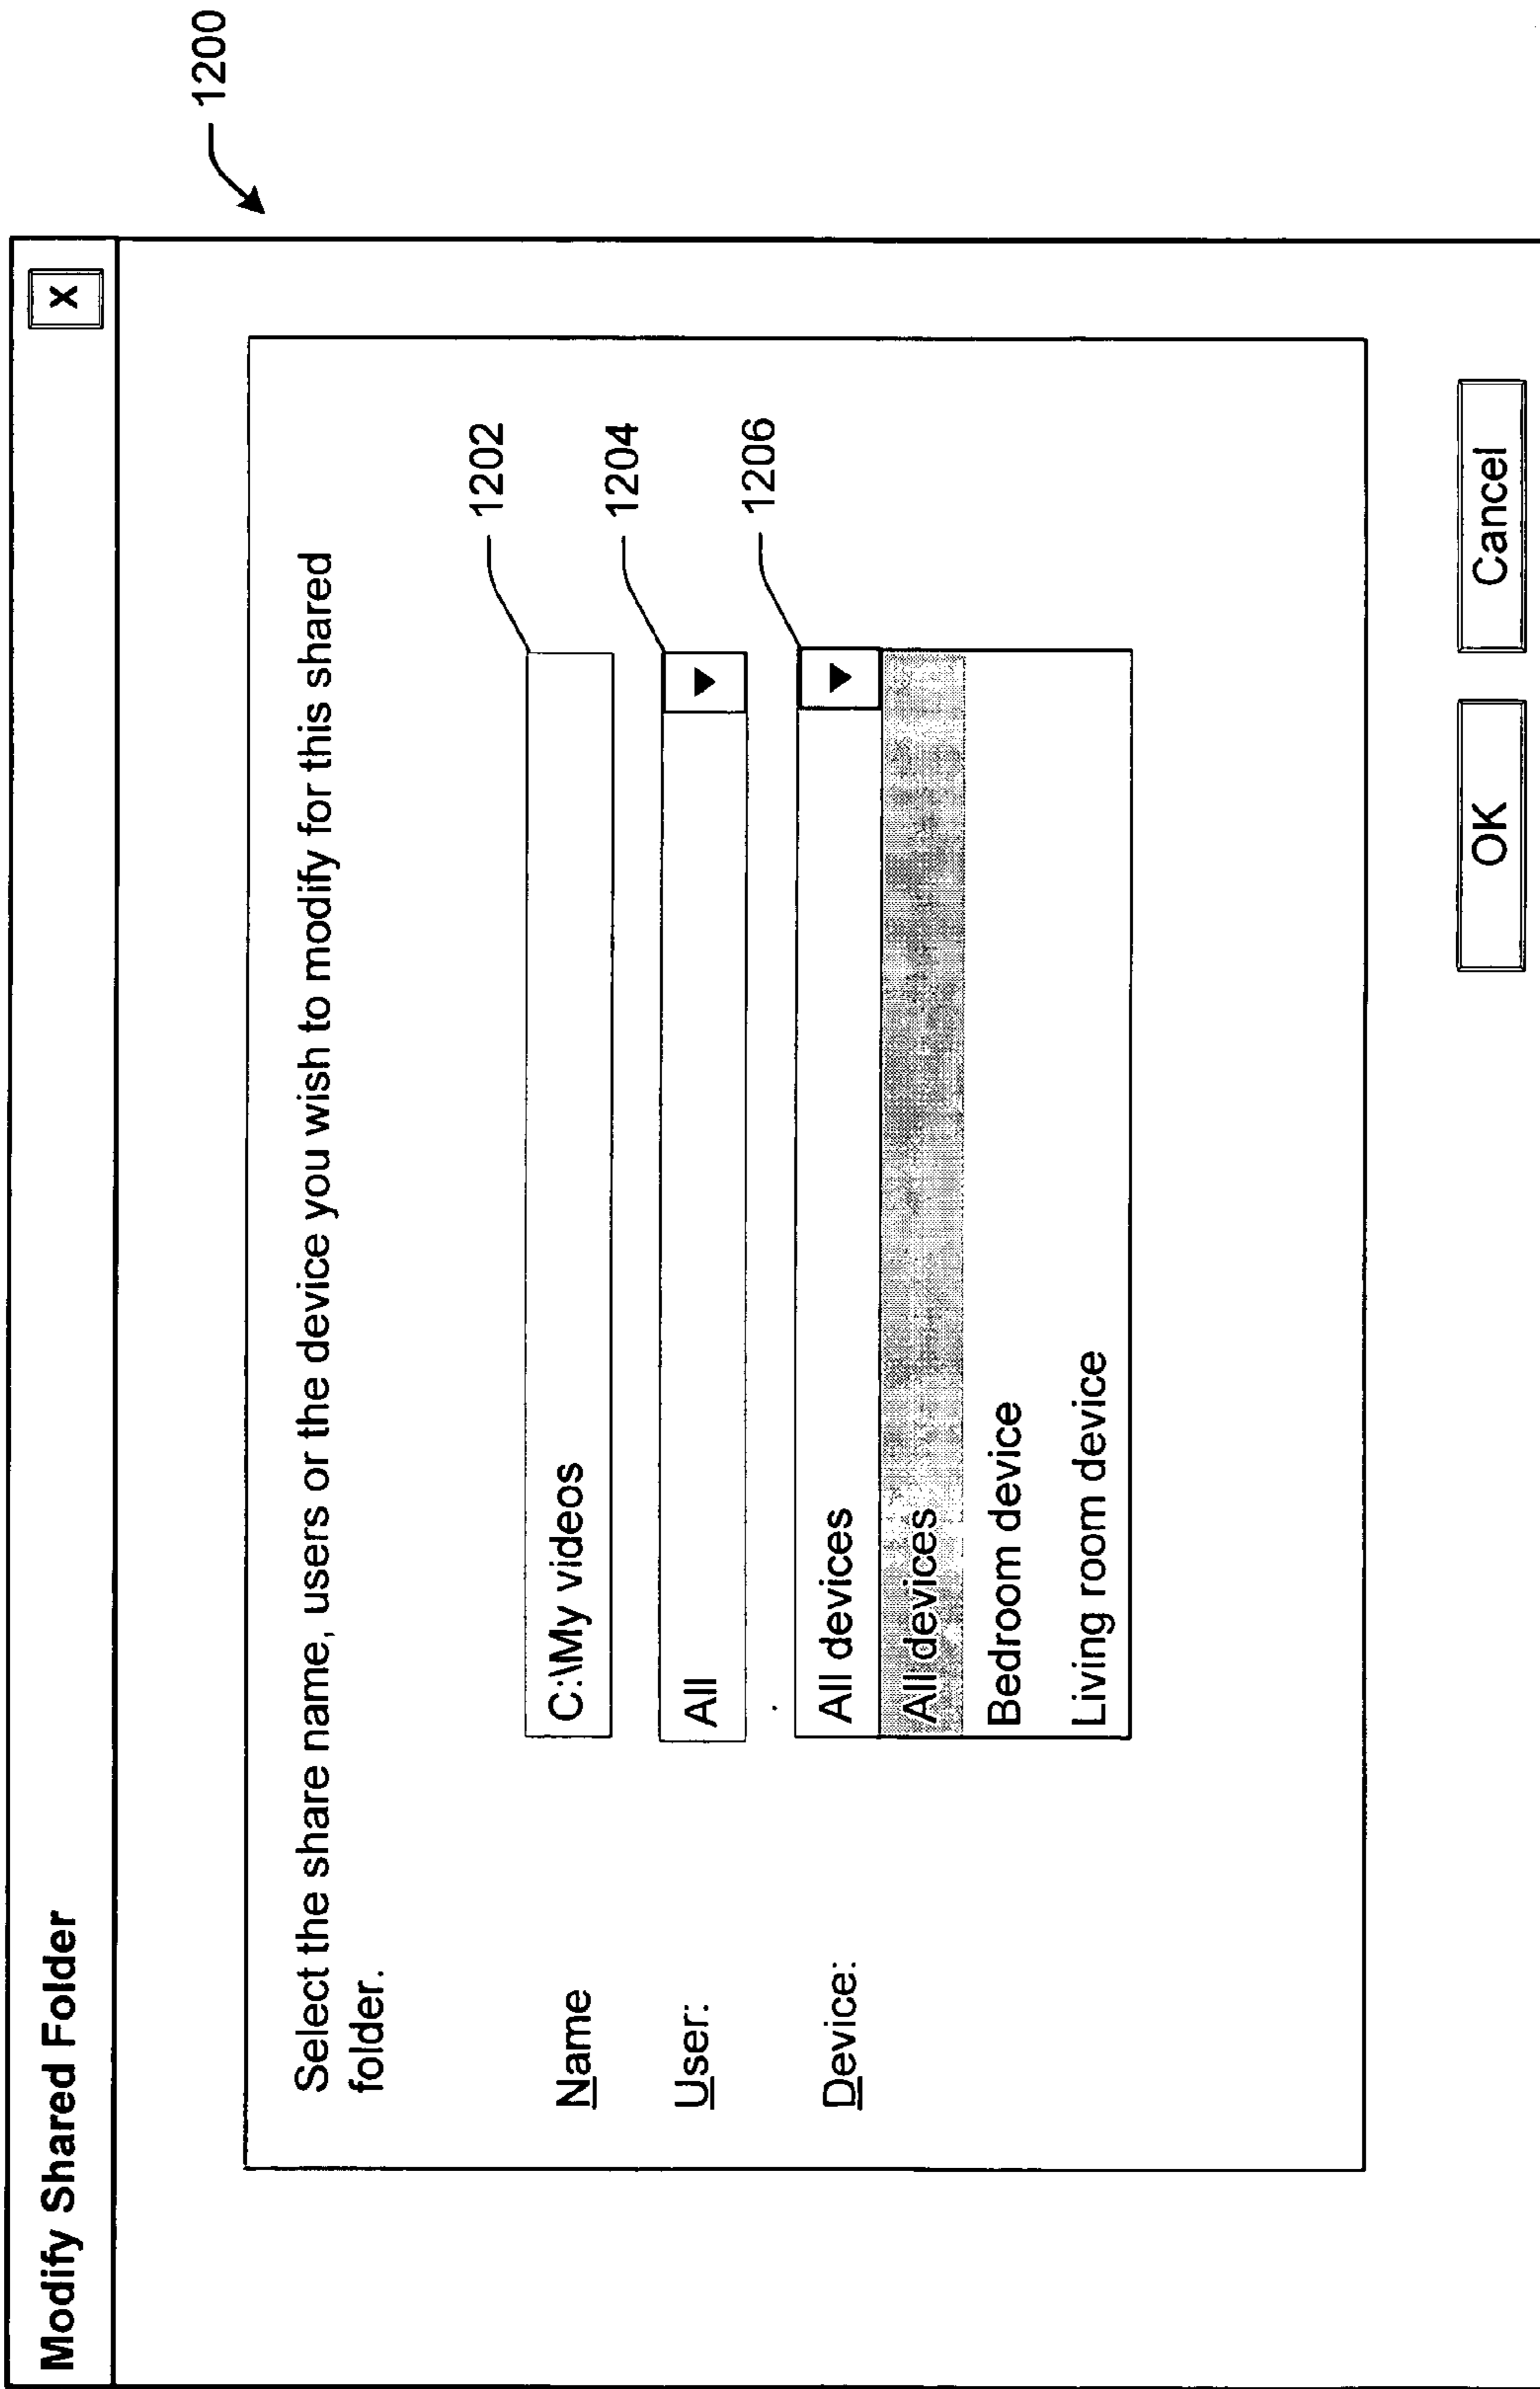 1200
Modify Shared Folder X
Select the share name, users or the device you wish to modify for this shared
folder.
1202
Name C:\My videos
1204
User: All
1206
Device: All devices
All devices
Bedroom device
Living room device
OK Cancel